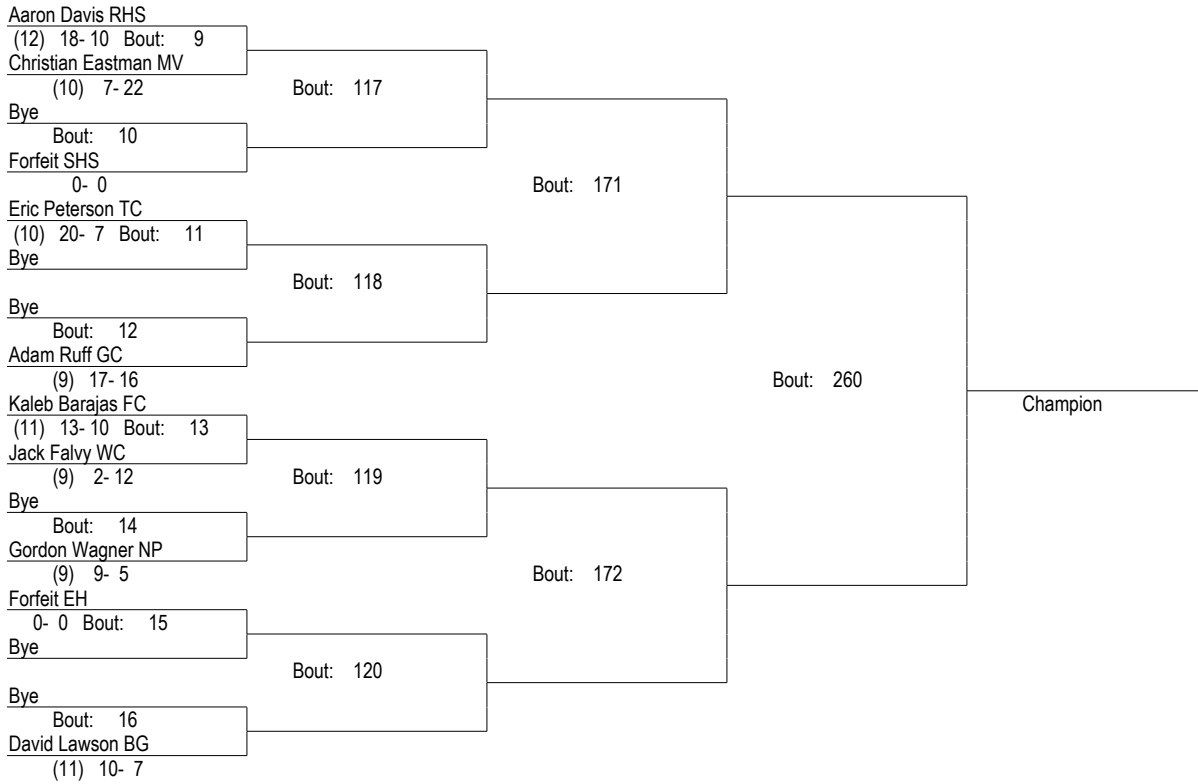 Aaron Davis RHS
(12) 18- 10 Bout: 9
Christian Eastman MV
(10) 7- 22
Bout: 117
Bye
Bout: 10
Forfeit SHS
0- 0
Bout: 171
Eric Peterson TC
(10) 20- 7 Bout: 11
Bye
Bout: 118
Bye
Bout: 12
Adam Ruff GC
(9) 17- 16
Bout: 260
Kaleb Barajas FC
Champion
(11) 13- 10 Bout: 13
Jack Falvy WC
(9) 2- 12
Bout: 119
Bye
Bout: 14
Gordon Wagner NP
(9) 9- 5
Bout: 172
Forfeit EH
0- 0 Bout: 15
Bye
Bout: 120
Bye
Bout: 16
David Lawson BG
(11) 10- 7